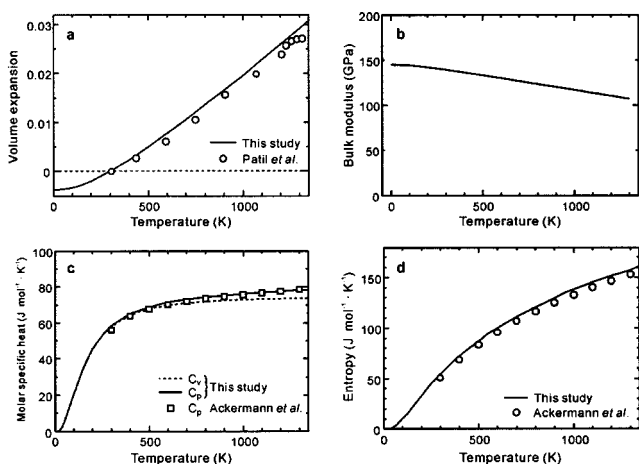 a
0.03
0.02
0.01
0
Volume expansion
This study
Patil et al.
0
500
1000
Temperature (K)
b
200
150
100
50
0
Bulk modulus (GPa)
0
500
1000
Temperature (K)
c
100
80
60
40
20
0
Molar specific heat (J mol⁻¹ · K⁻¹)
Cᵥ
Cₚ
} This study
Cₚ Ackermann et al.
0
500
1000
Temperature (K)
d
150
100
50
0
Entropy (J mol⁻¹ · K⁻¹)
This study
Ackermann et al.
0
500
1000
Temperature (K)